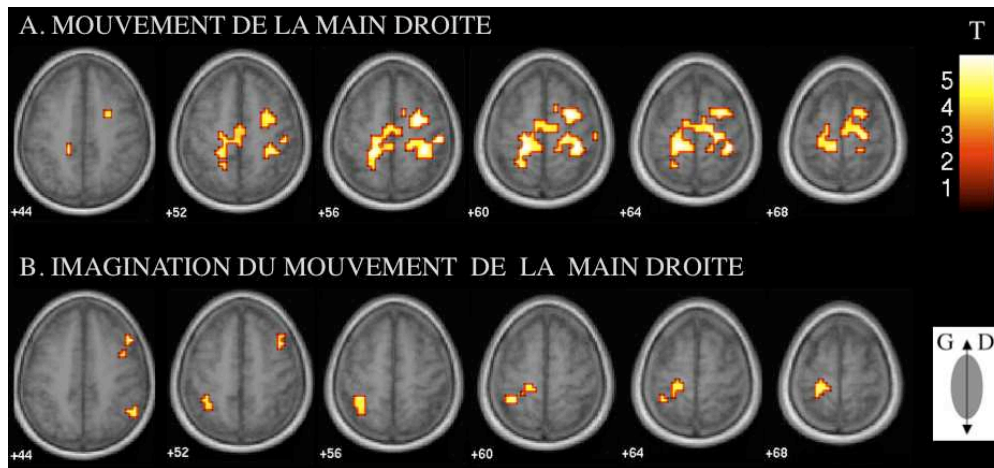 A. MOUVEMENT DE LA MAIN DROITE
T
5
4
3
2
1
+44 +52 +56 +60 +64 +68
B. IMAGINATION DU MOUVEMENT DE LA MAIN DROITE
G D
+44 +52 +56 +60 +64 +68